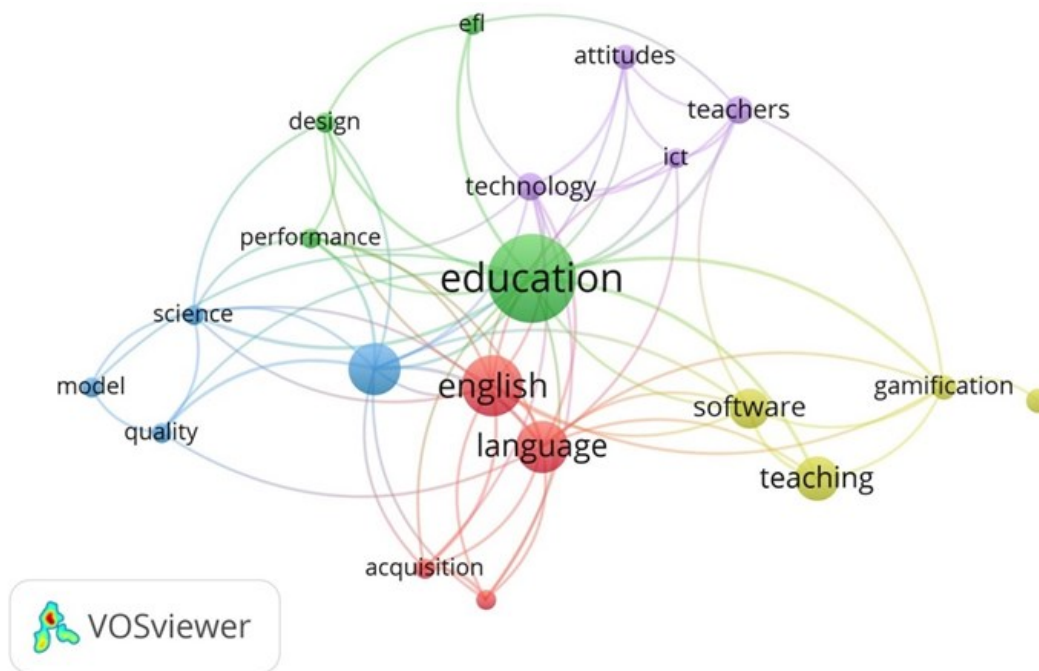 efl
attitudes
teachers
design
ict
technology
performance
education
science
model
english
gamification
software
quality
language
teaching
acquisition
VOSviewer